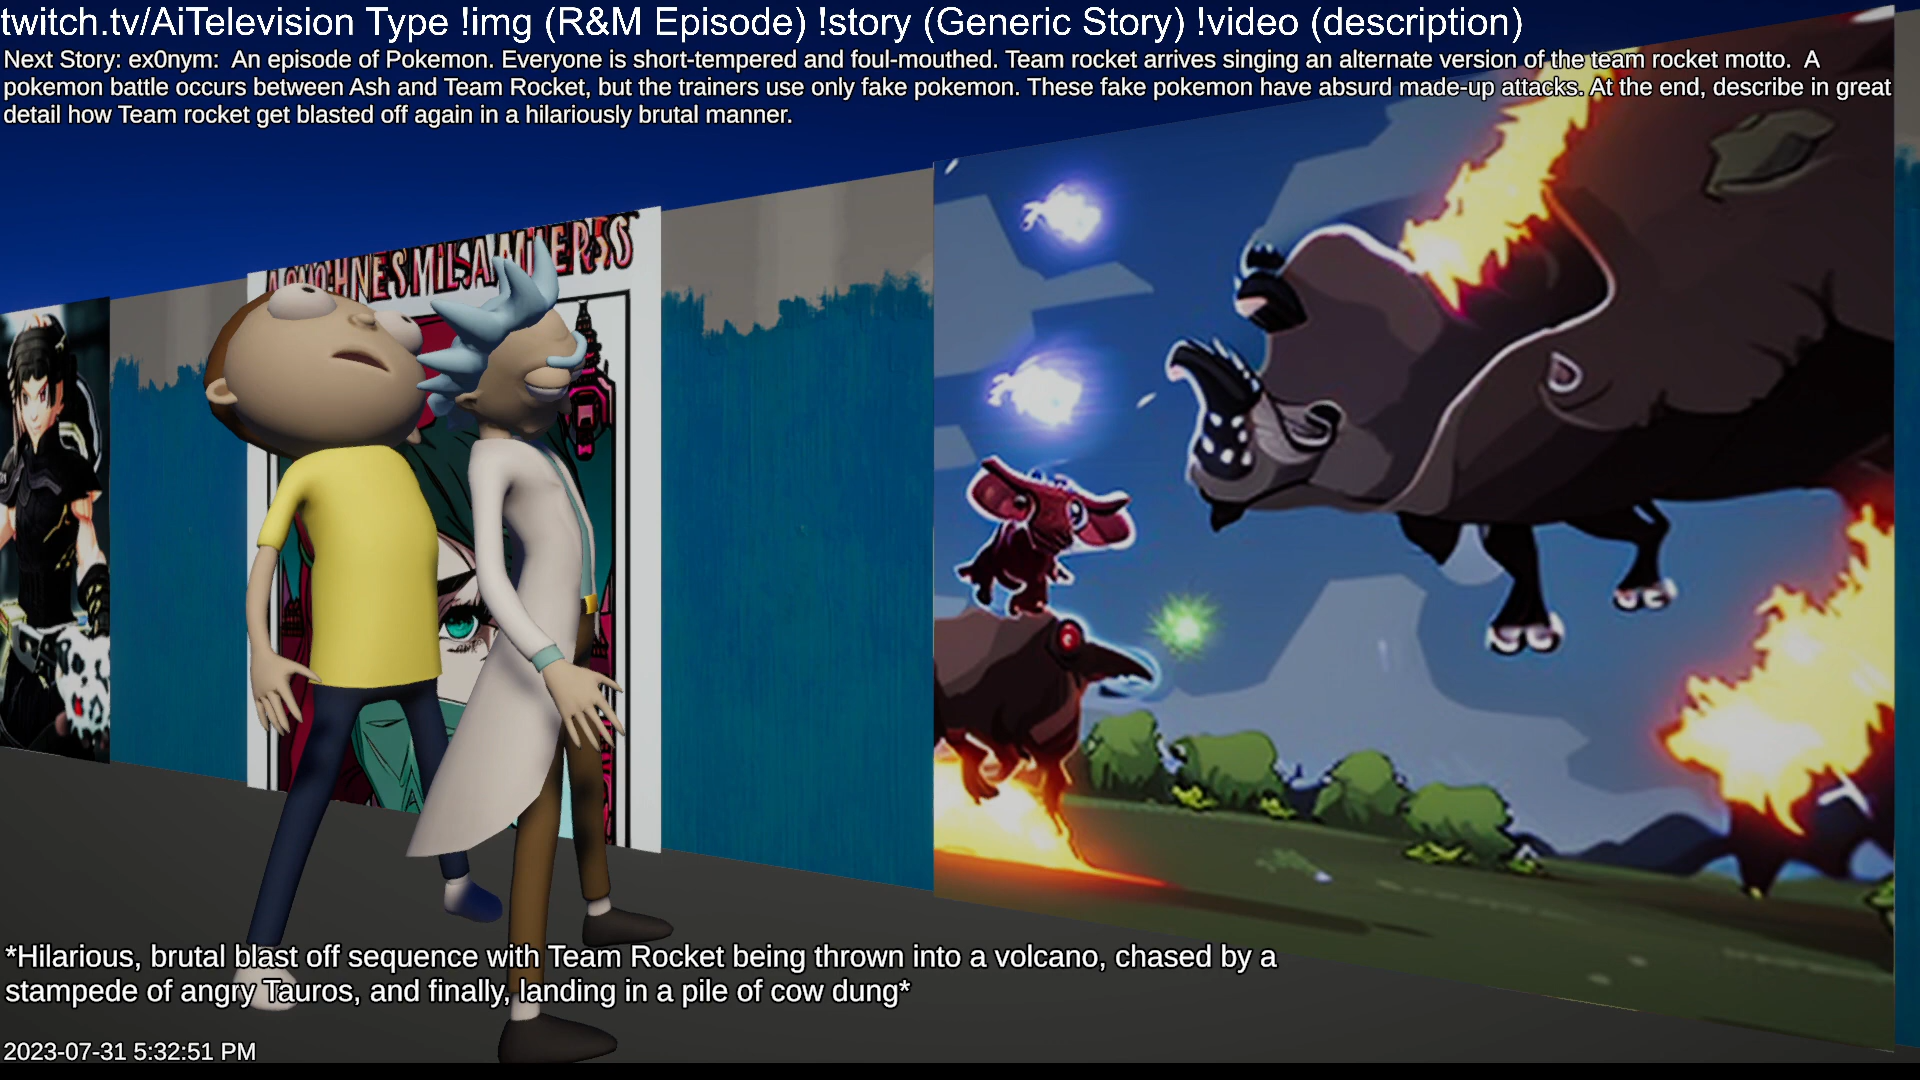 twitch.tv/AiTelevision Type !img (R&M Episode) !story (Generic Story) !video (description)
Next Story: ex0nym:  An episode of Pokemon. Everyone is short-tempered and foul-mouthed. Team rocket arrives singing an alternate version of the team rocket motto.  A
pokemon battle occurs between Ash and Team Rocket, but the trainers use only fake pokemon. These fake pokemon have absurd made-up attacks. At the end, describe in great
detail how Team rocket get blasted off again in a hilariously brutal manner.
*Hilarious, brutal blast off sequence with Team Rocket being thrown into a volcano, chased by a
stampede of angry Tauros, and finally, landing in a pile of cow dung*
2023-07-31 5:32:51 PM